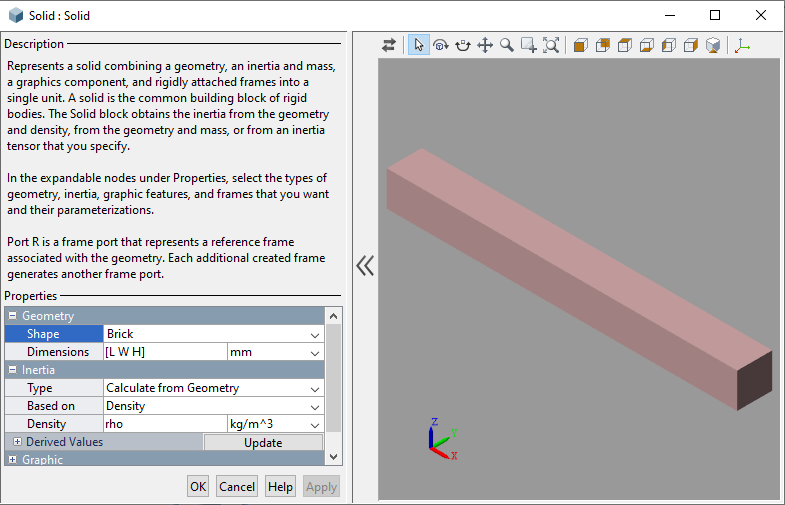 Solid : Solid
Description
Represents a solid combining a geometry, an inertia and mass,
a graphics component, and rigidly attached frames into a
single unit. A solid is the common building block of rigid
bodies. The Solid block obtains the inertia from the geometry
and density, from the geometry and mass, or from an inertia
tensor that you specify.
In the expandable nodes under Properties, select the types of
geometry, inertia, graphic features, and frames that you want
and their parameterizations.
Port R is a frame port that represents a reference frame
associated with the geometry. Each additional created frame
generates another frame port.
Properties
Geometry
Shape Brick
Dimensions [L W H] mm
Inertia
Type Calculate from Geometry
Based on Density
Density rho kg/m^3
Derived Values Update
Graphic
OK Cancel Help Apply
Z
Y
X